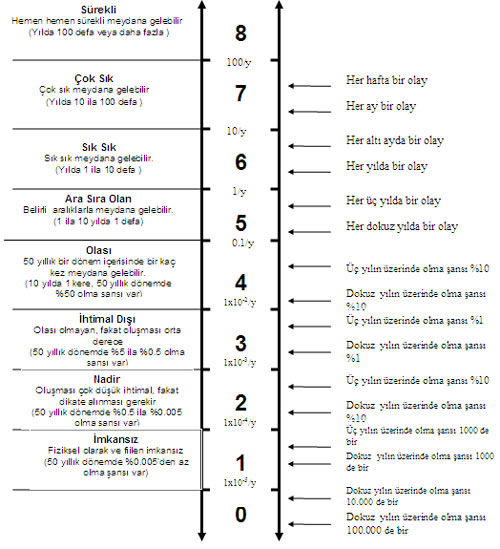 Sürekli
Hemen hemen sürekli meydana gelebilir
(Yılda 100 defa veya daha fazla )
8
100/y
Çok Sık
Çok sık meydana gelebilir
(Yılda 10 ila 100 defa )
7
Her hafta bir olay
Her ay bir olay
10/y
Sık Sık
Sık sık meydana gelebilir.
(Yılda 1 ila 10 defa )
6
Her altı ayda bir olay
Her yılda bir olay
1/y
Ara Sıra Olan
Belirli aralıklarla meydana gelebilir.
(1 ila 10 yılda 1 defa)
5
Her üç yılda bir olay
Her dokuz yılda bir olay
0.1/y
Olası
50 yıllık bir dönem içerisinde bir kaç
kez meydana gelebilir.
(10 yılda 1 kere, 50 yıllık dönemde
%50 olma sansı var)
4
Üç yılın üzerinde olma şansı %10
Dokuz yılın üzerinde olma şansı
%10
1x10⁻²/y
İhtimal Dışı
Olası olmayan, fakat oluşması orta
derece
(50 yıllık dönemde %5 ila %0.5 olma
sansı var)
3
Üç yılın üzerinde olma şansı %1
Dokuz yılın üzerinde olma şansı
%1
1x10⁻³/y
Nadir
Oluşması çok düşük ihtimal, fakat
dikate alınması gerekir
(50 yıllık dönemde %0.5 ila %0.005
olma sansı var)
2
Üç yılın üzerinde olma şansı %10
Dokuz yılın üzerinde olma şansı
%10
1x10⁻⁴/y
İmkansız
Fiziksel olarak ve fiilen imkansız
(50 yıllık dönemde %0.005'den az
olma şansı var)
1
Üç yılın üzerinde olma şansı 1000 de
bir
Dokuz yılın üzerinde olma şansı 1000
de bir
1x10⁻⁵/y
0
Dokuz yılın üzerinde olma şansı
10.000 de bir
Dokuz yılın üzerinde olma şansı
100.000 de bir